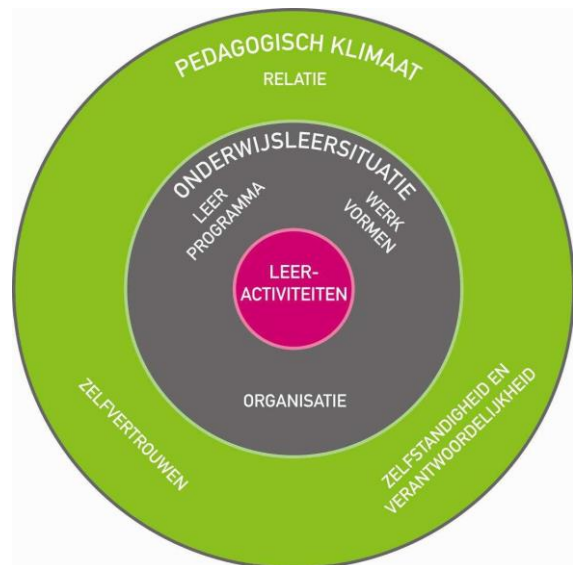 PEDAGOGISCH KLIMAAT
RELATIE
ONDERWIJSLEERSITUATIE
LEER
PROGRAMMA
WERK
VORMEN
LEER-
ACTIVITEITEN
ORGANISATIE
ZELFVERTROUWEN
ZELFSTANDIGHEID EN
VERANTWOORDELIJKHEID